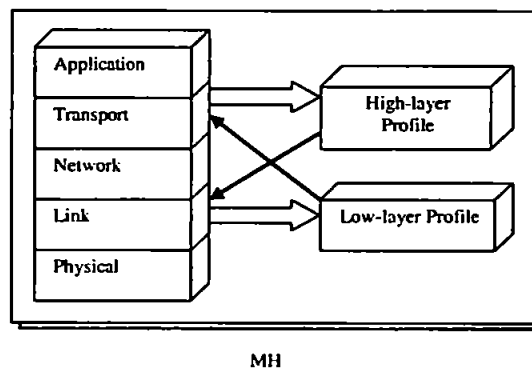 Application
Transport
Network
Link
Physical
High-layer
Profile
Low-layer Profile
MH